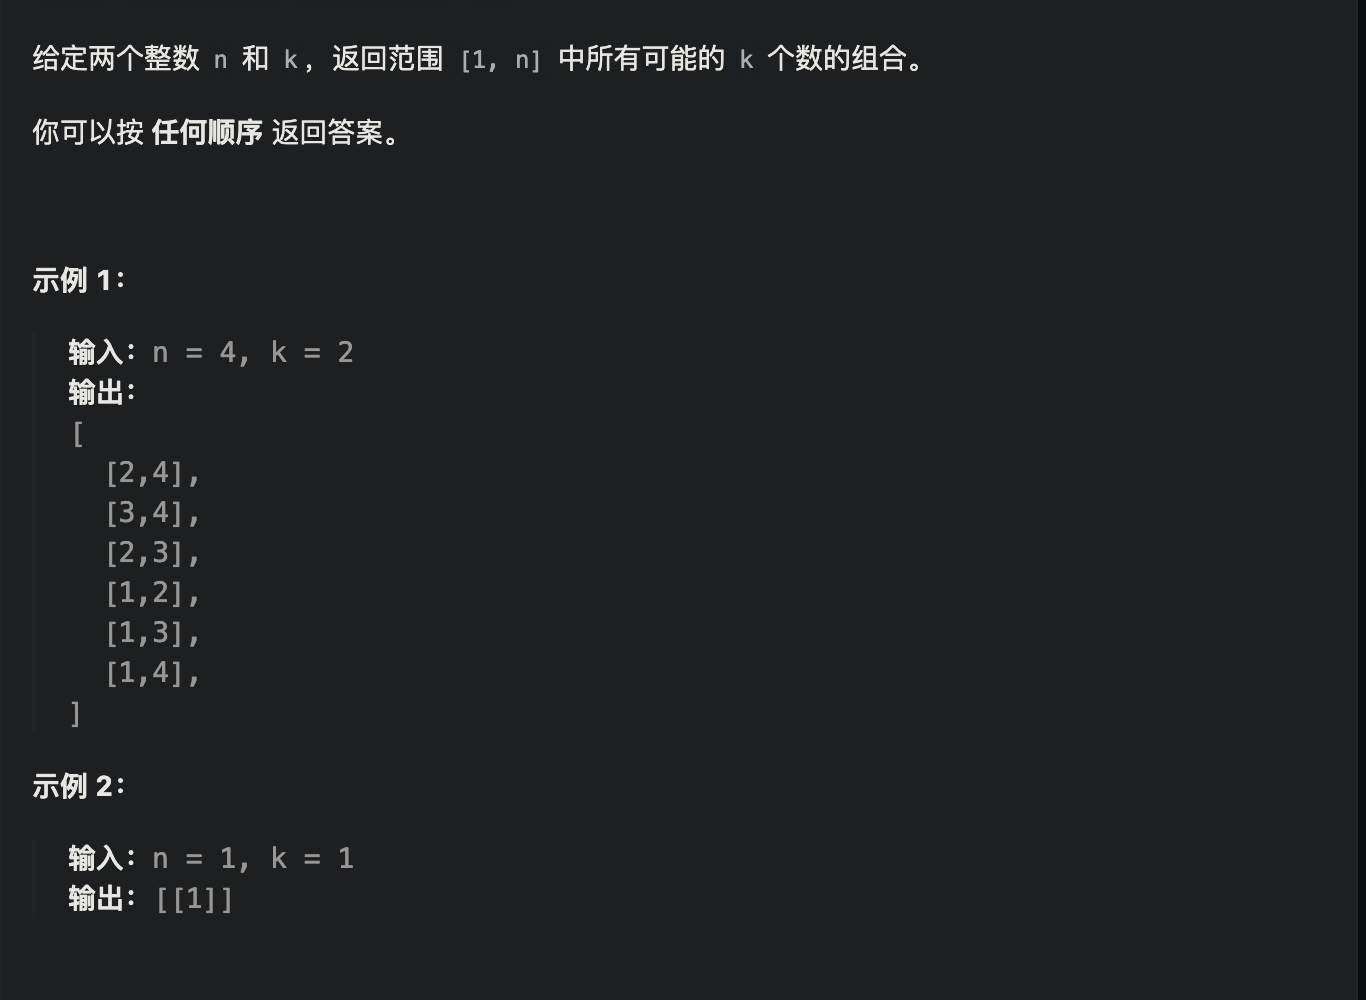 给定两个整数 n 和 k，返回范围 [1, n] 中所有可能的 k 个数的组合。
你可以按 任何顺序 返回答案。
示例 1：
输入：n = 4, k = 2
输出：
[
[2,4],
[3,4],
[2,3],
[1,2],
[1,3],
[1,4],
]
示例 2：
输入：n = 1, k = 1
输出：[[1]]